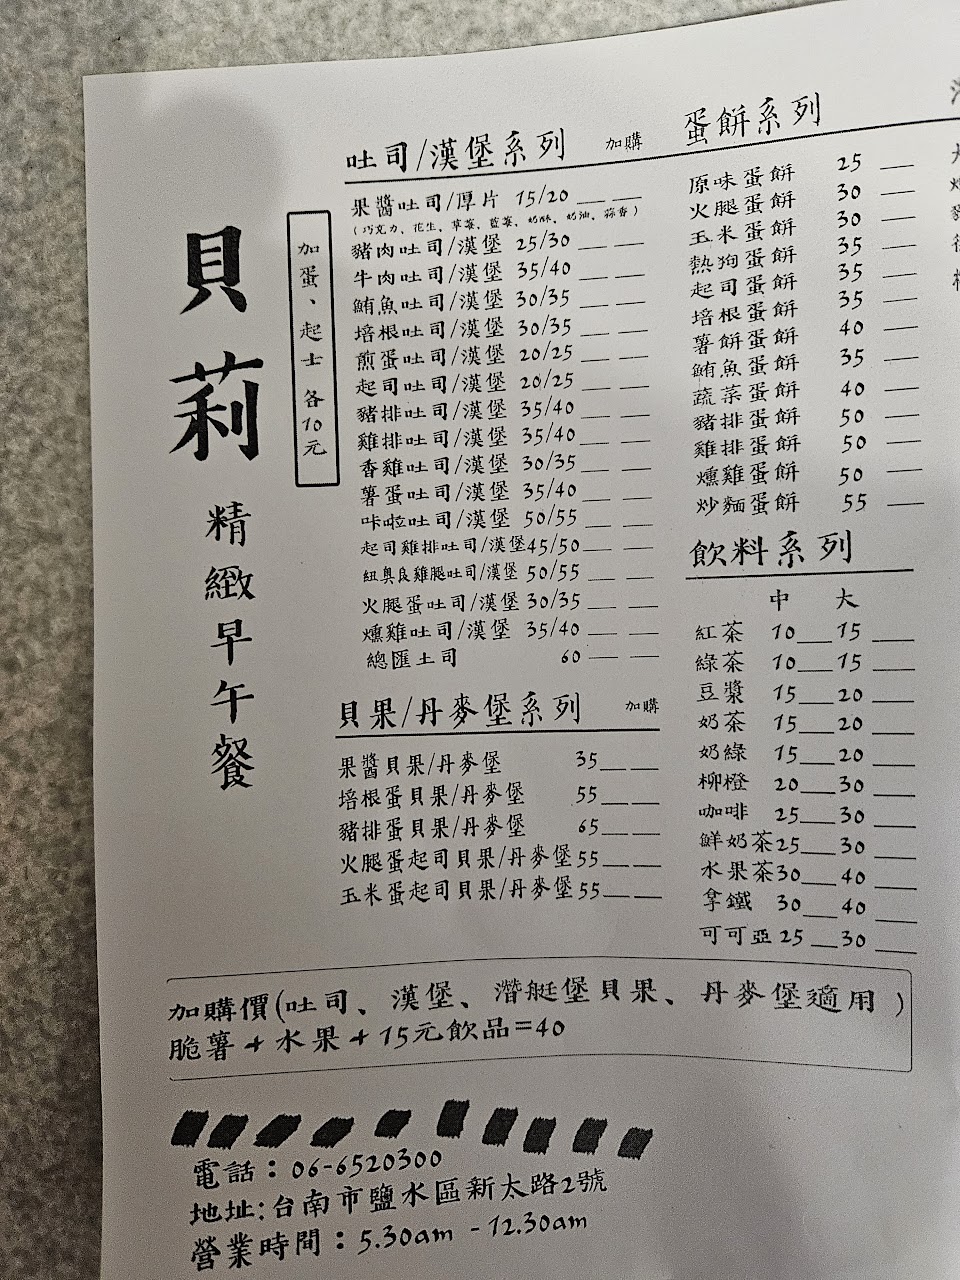 貝莉
精緻早午餐
加蛋、起士 各10元
吐司/漢堡系列 加購
果醬吐司/厚片 15/20
(巧克力、花生、草莓、藍莓、奶酥、奶油、蒜香)
豬肉吐司/漢堡 25/30
牛肉吐司/漢堡 35/40
鮪魚吐司/漢堡 30/35
培根吐司/漢堡 30/35
煎蛋吐司/漢堡 20/25
起司吐司/漢堡 20/25
豬排吐司/漢堡 35/40
雞排吐司/漢堡 35/40
香雞吐司/漢堡 30/35
薯蛋吐司/漢堡 35/40
咔啦吐司/漢堡 50/55
起司雞排吐司/漢堡45/50
紐奧良雞腿吐司/漢堡 50/55
火腿蛋吐司/漢堡 30/35
燻雞吐司/漢堡 35/40
總匯土司 60
貝果/丹麥堡系列 加購
果醬貝果/丹麥堡 35
培根蛋貝果/丹麥堡 55
豬排蛋貝果/丹麥堡 65
火腿蛋起司貝果/丹麥堡55
玉米蛋起司貝果/丹麥堡55
蛋餅系列
原味蛋餅 25
火腿蛋餅 30
玉米蛋餅 30
熱狗蛋餅 35
起司蛋餅 35
培根蛋餅 35
薯餅蛋餅 40
鮪魚蛋餅 35
蔬菜蛋餅 40
豬排蛋餅 50
雞排蛋餅 50
燻雞蛋餅 50
炒麵蛋餅 55
飲料系列
中 大
紅茶 10 15
綠茶 10 15
豆漿 15 20
奶茶 15 20
奶綠 15 20
柳橙 20 30
咖啡 25 30
鮮奶茶25 30
水果茶30 40
拿鐵 30 40
可可亞 25 30
加購價(吐司、漢堡、潛艇堡貝果、丹麥堡適用)
脆薯+水果+15元飲品=40
電話：06-6520300
地址:台南市鹽水區新太路2號
營業時間：5.30am - 12.30am